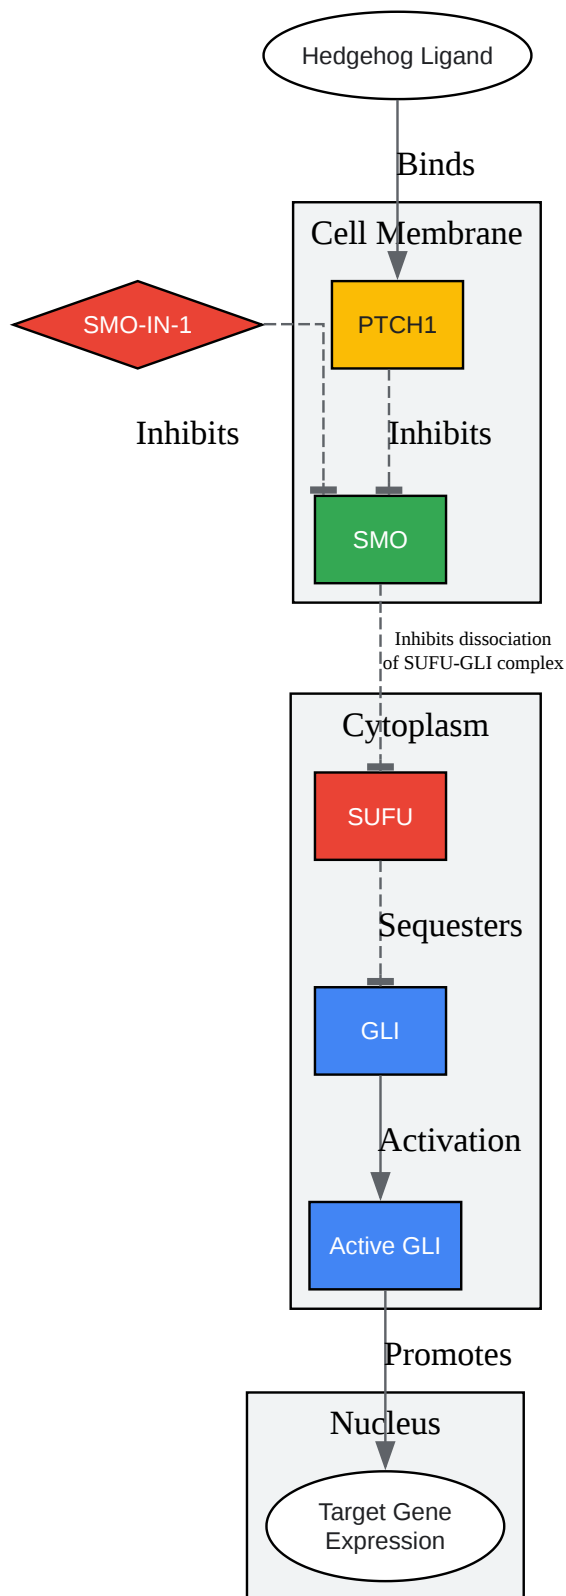 Hedgehog Ligand
Binds
Cell Membrane
SMO-IN-1
PTCH1
Inhibits
Inhibits
SMO
Inhibits dissociation
of SUFU-GLI complex
Cytoplasm
SUFU
Sequesters
GLI
Activation
Active GLI
Promotes
Nucleus
Target Gene
Expression